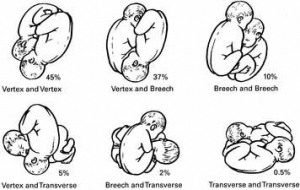 45%
37%
10%
Vertex and Vertex
Vertex and Breech
Breech and Breech
5%
2%
0.5%
Vertex and Transverse
Breech and Transverse
Transverse and Transverse